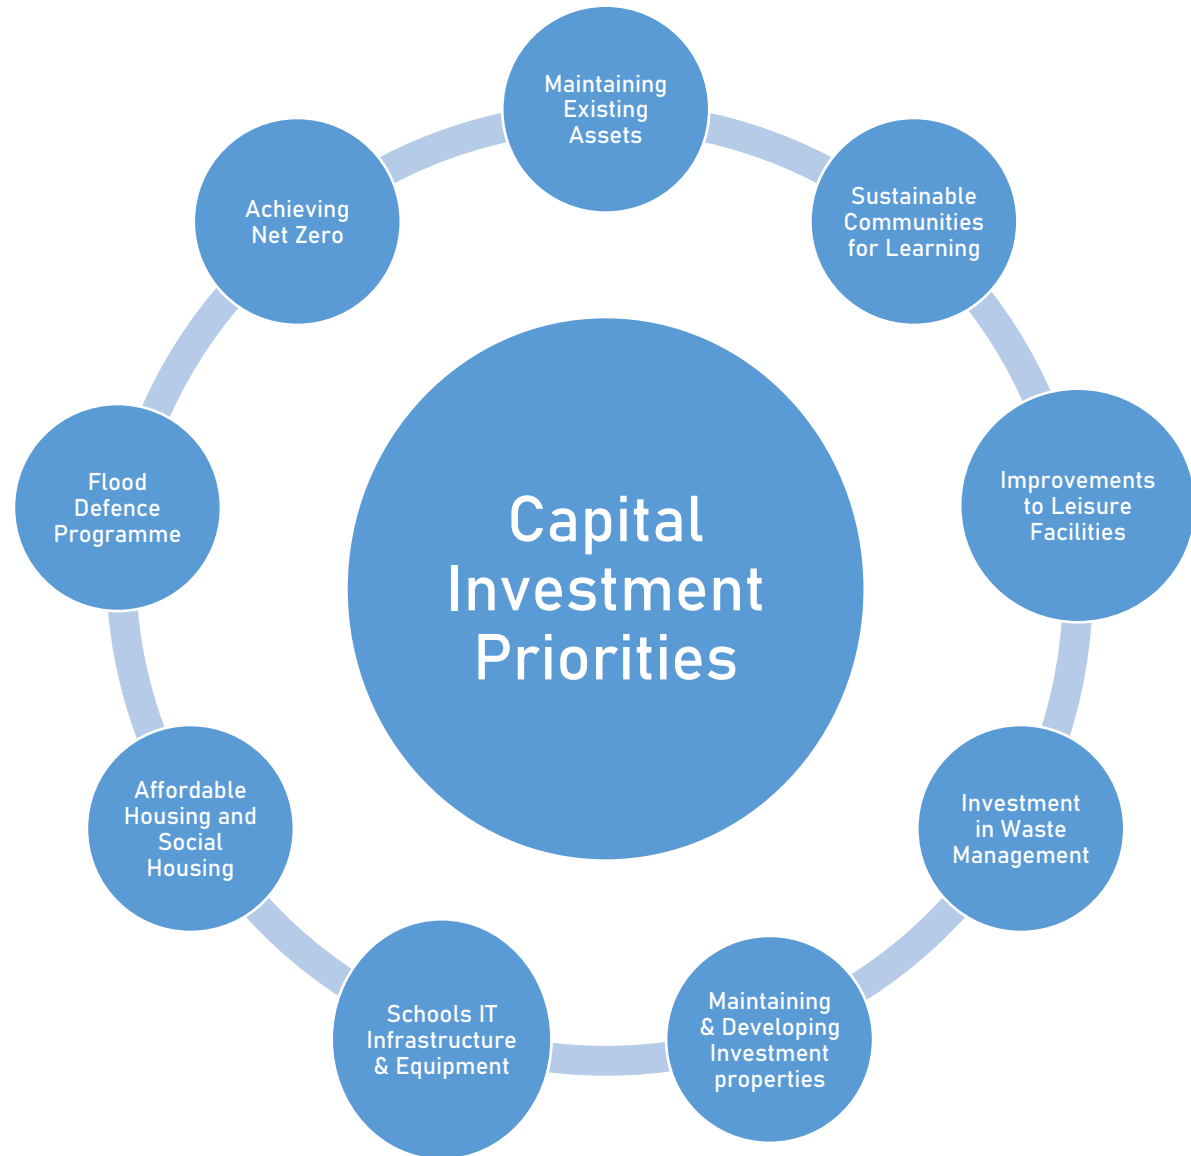 Maintaining
Existing
Assets
Sustainable
Communities
for Learning
Improvements
to Leisure
Facilities
Investment
in Waste
Management
Maintaining
& Developing
Investment
properties
Schools IT
Infrastructure
& Equipment
Affordable
Housing and
Social
Housing
Flood
Defence
Programme
Achieving
Net Zero
Capital
Investment
Priorities